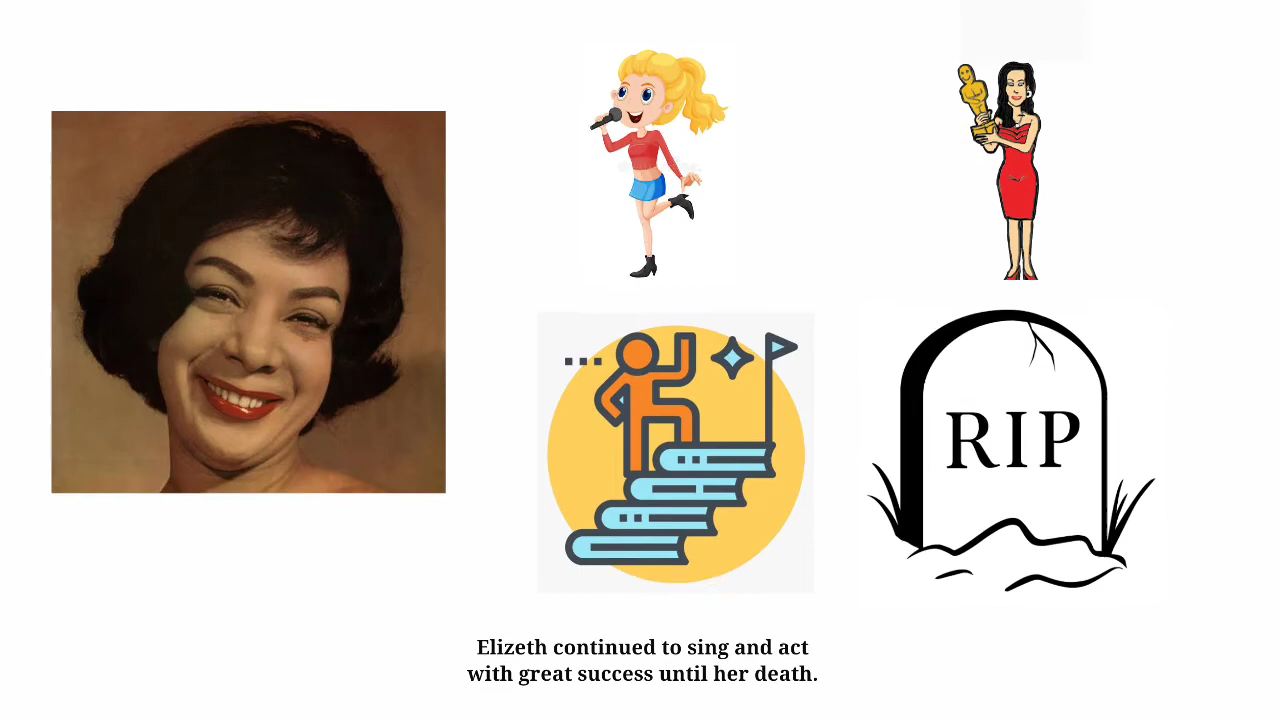 RIP
Elizeth continued to sing and act
with great success until her death.